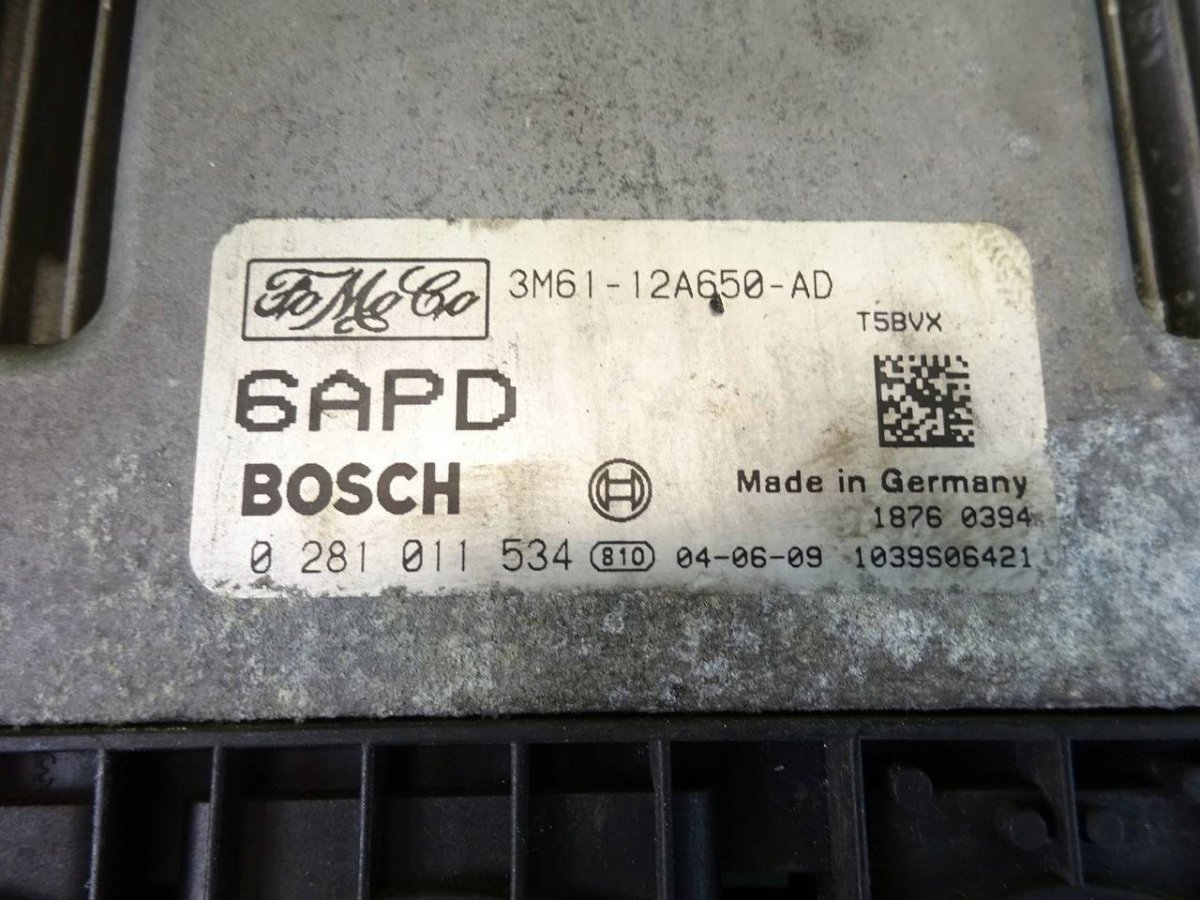 FoMoCo 3M61-12A650-AD
T5BVX
6APD
BOSCH Made in Germany
1876 0394
0 281 011 534 810 04-06-09 1039S06421